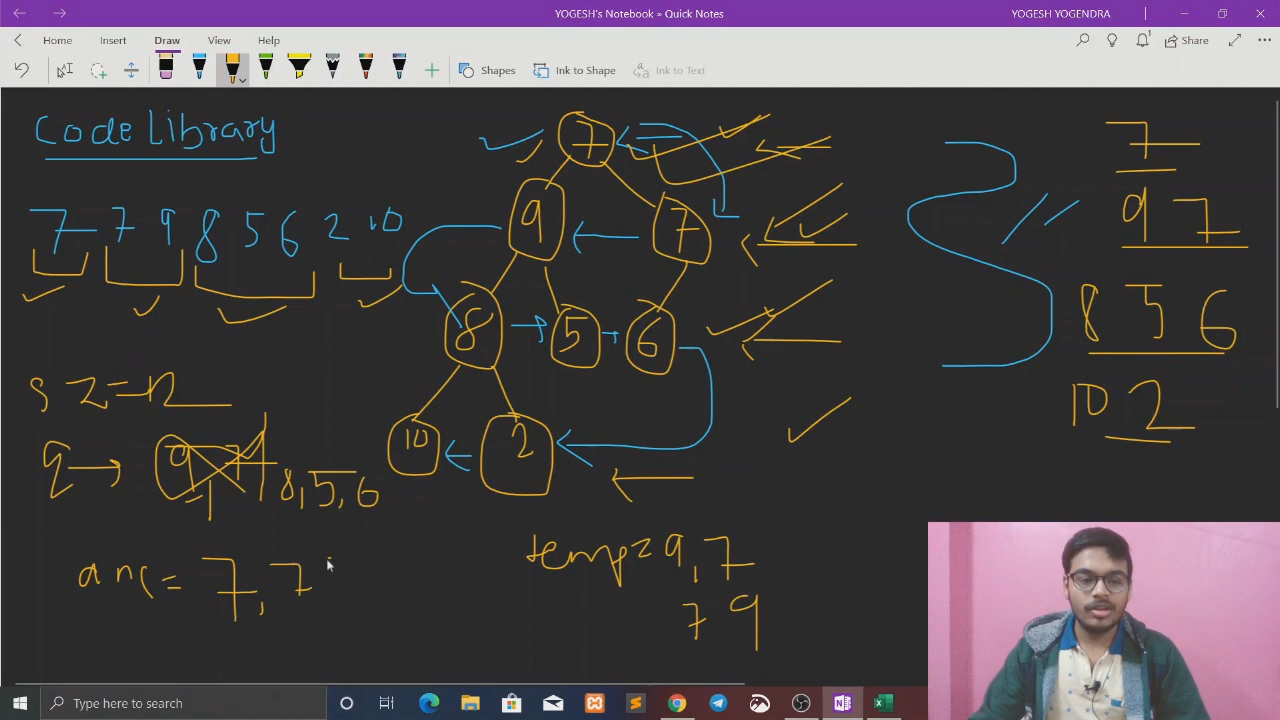 YOGESH's Notebook » Quick Notes
YOGESH YOGENDRA
Home Insert Draw View Help
Share
Shapes
Ink to Shape
Ink to Text
Code Library
7 7 9 8 5 6 2 10
7
9 7
8 5 6
10 2
7
9 7
8 5 6
10 2
sz = n
q → 9 7 8, 5, 6
ans = 7, 7
temp = 9, 7
7 9
Type here to search